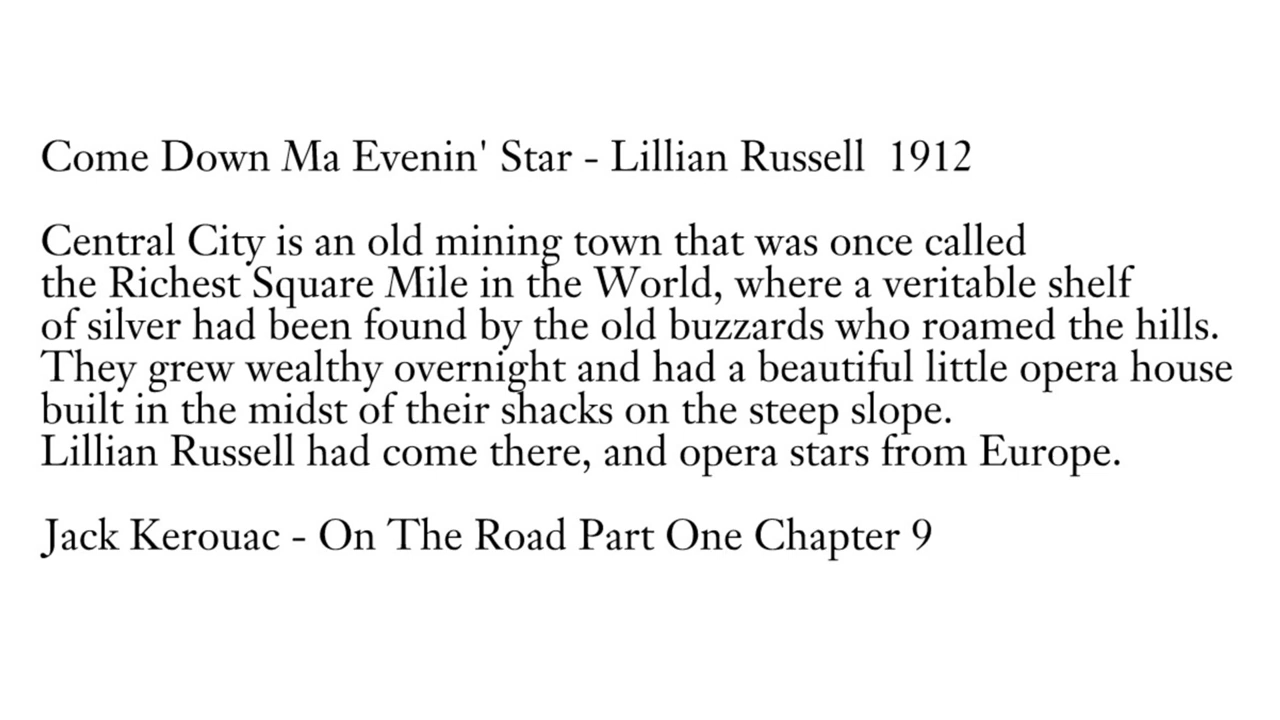 Come Down Ma Evenin' Star - Lillian Russell  1912
Central City is an old mining town that was once called
the Richest Square Mile in the World, where a veritable shelf
of silver had been found by the old buzzards who roamed the hills.
They grew wealthy overnight and had a beautiful little opera house
built in the midst of their shacks on the steep slope.
Lillian Russell had come there, and opera stars from Europe.
Jack Kerouac - On The Road Part One Chapter 9